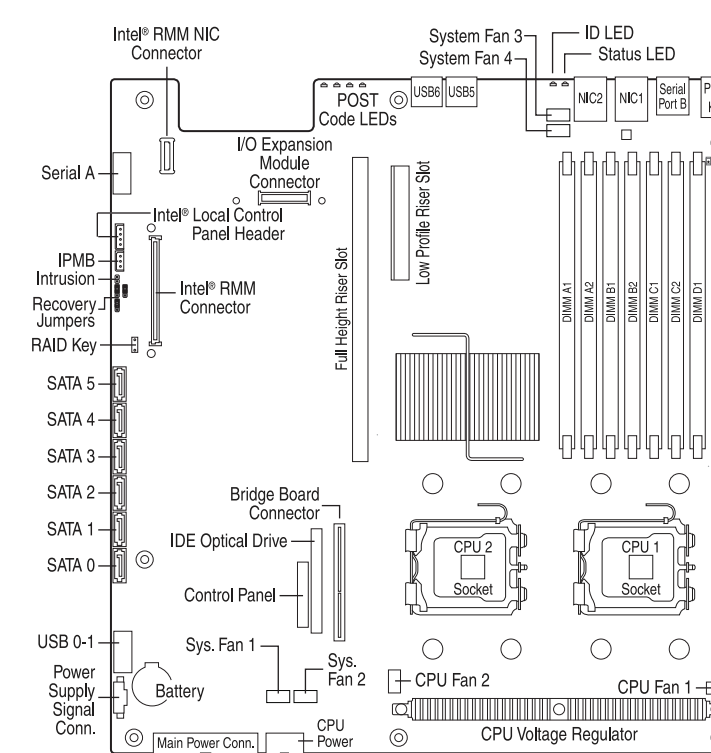 Intel® RMM NIC
Connector
System Fan 3
System Fan 4
ID LED
Status LED
POST
Code LEDs
USB6
USB5
NIC2
NIC1
Serial
Port B
Serial A
I/O Expansion
Module
Connector
Intel® Local Control
Panel Header
IPMB
Intrusion
Recovery
Jumpers
RAID Key
Intel® RMM
Connector
Full Height Riser Slot
Low Profile Riser Slot
DIMM A1
DIMM A2
DIMM B1
DIMM B2
DIMM C1
DIMM C2
DIMM D1
SATA 5
SATA 4
SATA 3
SATA 2
SATA 1
SATA 0
Bridge Board
Connector
IDE Optical Drive
Control Panel
CPU 2
Socket
CPU 1
Socket
USB 0-1
Power
Supply
Signal
Conn.
Battery
Sys. Fan 1
Sys.
Fan 2
CPU Fan 2
CPU Fan 1
Main Power Conn.
CPU
Power
CPU Voltage Regulator